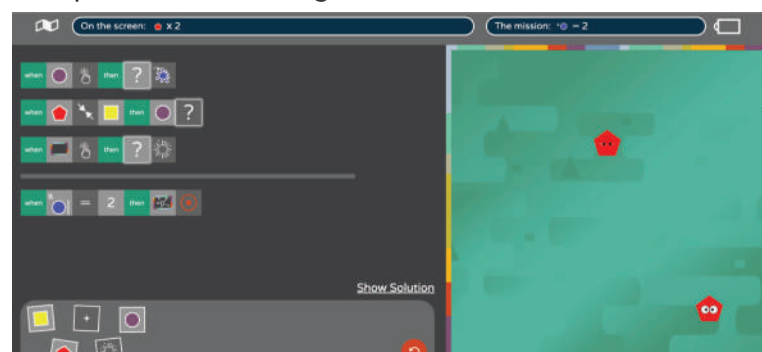 On the screen: x 2
The mission: = 2
when then ?
when then ?
when then ?
when = 2 then
Show Solution